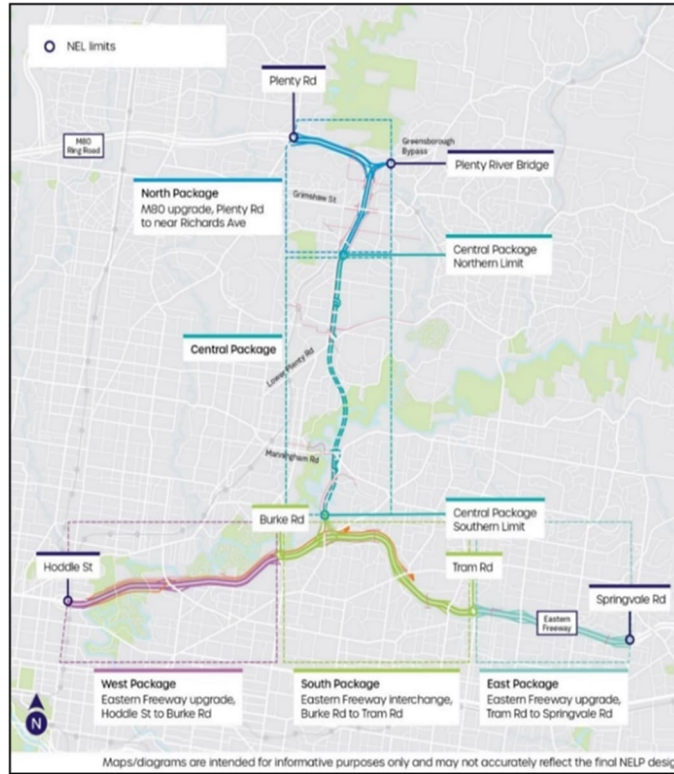 NEL limits
Plenty Rd
M80
Ring Road
Greensborough
Bypass
Plenty River Bridge
North Package
M80 upgrade, Plenty Rd
to near Richards Ave
Grimshaw St
Central Package
Northern Limit
Central Package
Lower Plenty Rd
Manningham Rd
Central Package
Southern Limit
Burke Rd
Hoddle St
Tram Rd
Springvale Rd
Eastern
Freeway
West Package
Eastern Freeway upgrade,
Hoddle St to Burke Rd
South Package
Eastern Freeway interchange,
Burke Rd to Tram Rd
East Package
Eastern Freeway upgrade,
Tram Rd to Springvale Rd
N
Maps/diagrams are intended for informative purposes only and may not accurately reflect the final NELP desig